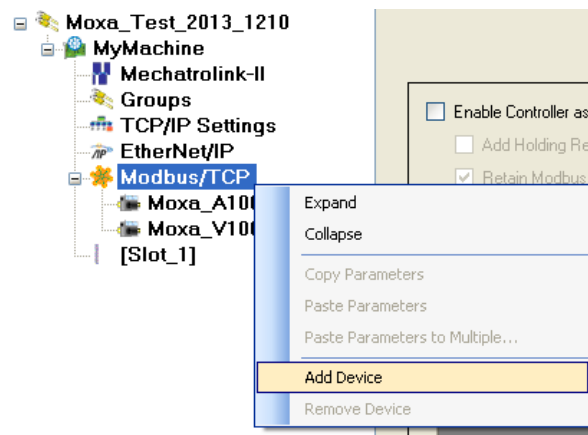 Moxa_Test_2013_1210
MyMachine
Mechatrolink-II
Groups
TCP/IP Settings
EtherNet/IP
Modbus/TCP
Moxa_A100
Moxa_V100
[Slot_1]
Enable Controller as
Add Holding Re
Retain Modbus
Expand
Collapse
Copy Parameters
Paste Parameters
Paste Parameters to Multiple...
Add Device
Remove Device